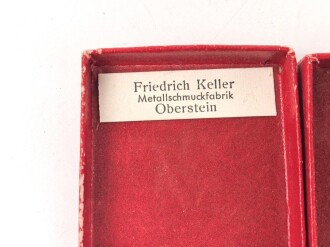 Friedrich Keller
Metallschmuckfabrik
Oberstein